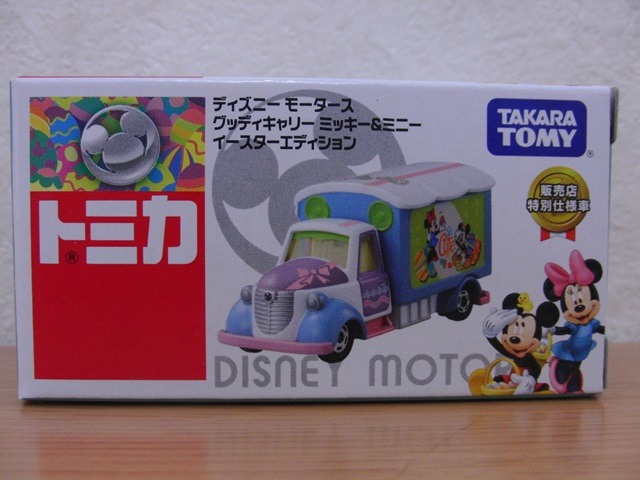 ディズニー モータース
グッディキャリー ミッキー&ミニー
イースターエディション
TAKARA
TOMY
®
販売店
特別仕様車
トミカ
®
DISNEY MOTO